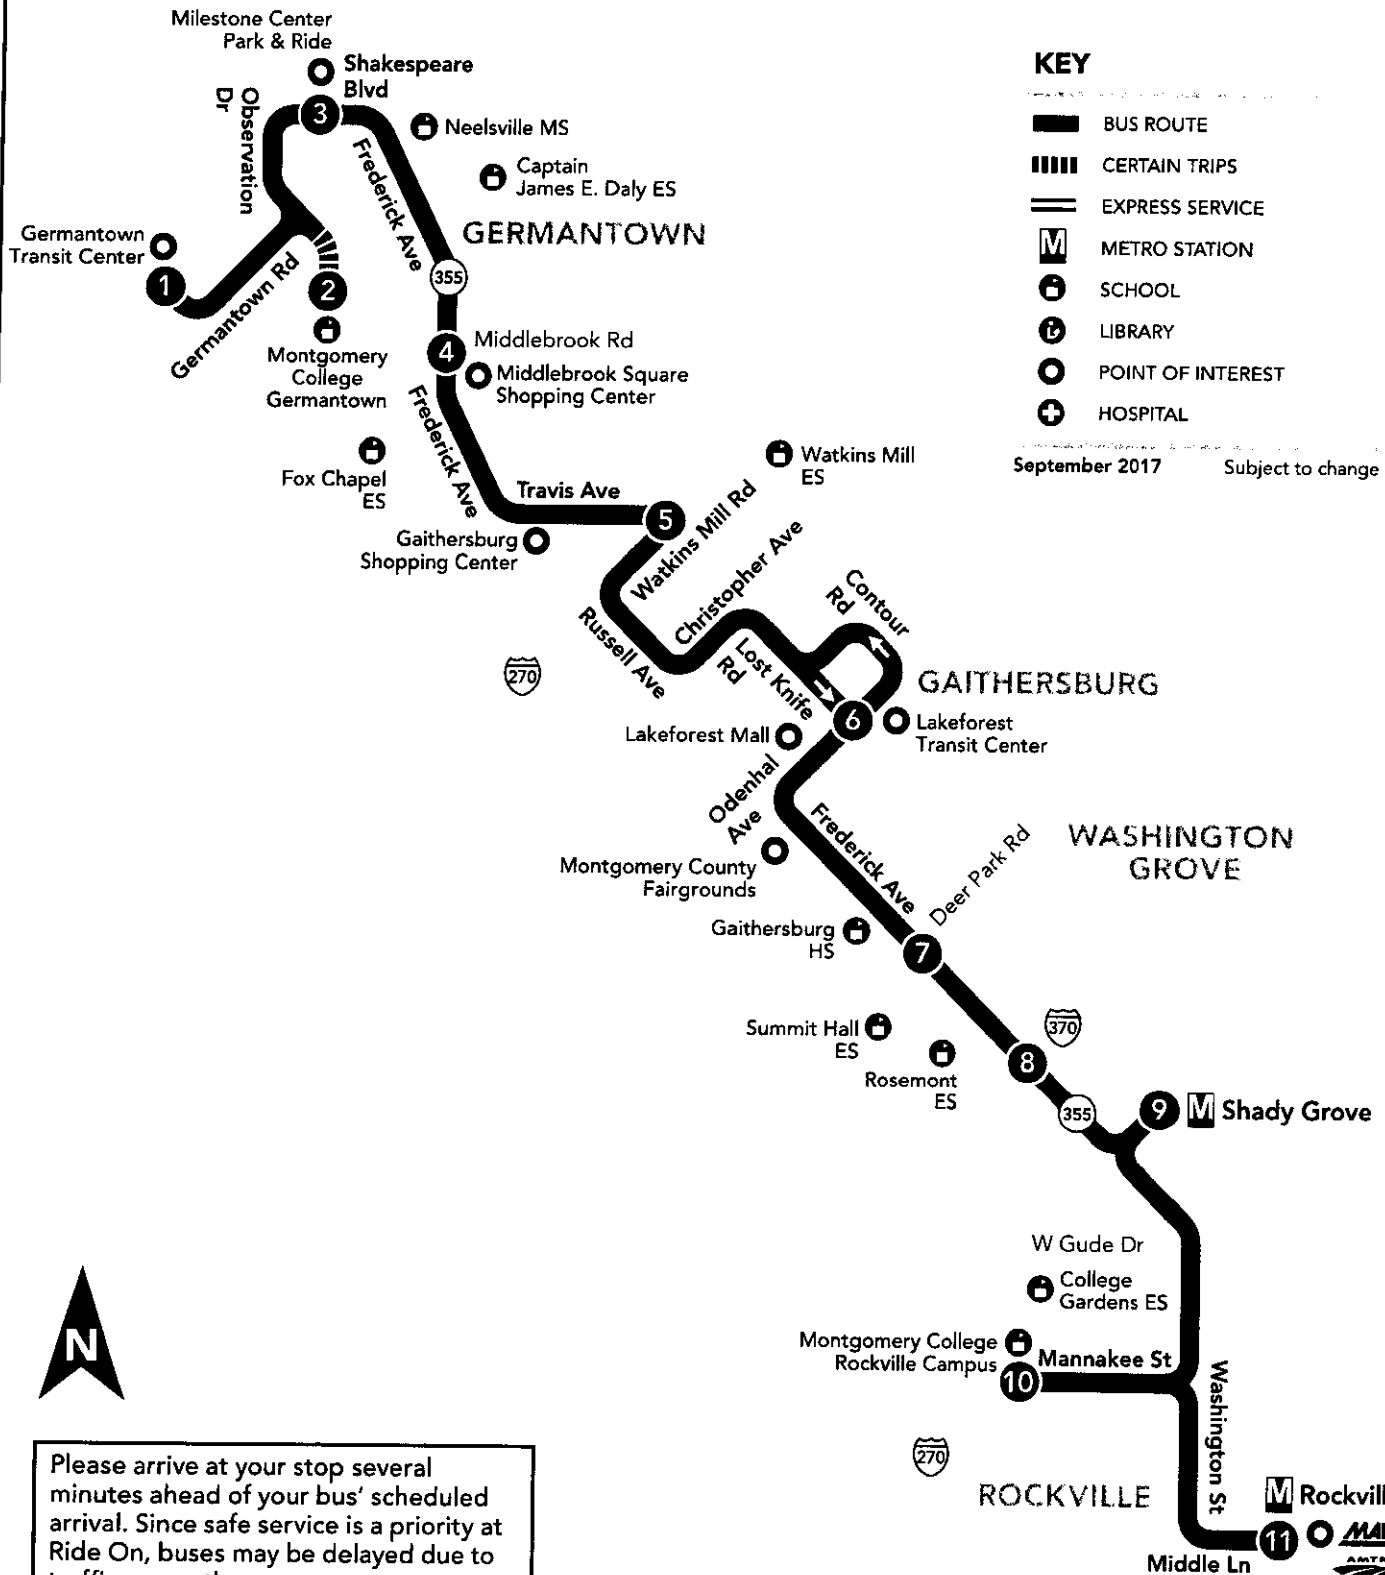 Milestone Center
Park & Ride
Shakespeare
Blvd
3
Observation
Dr
Neelsville MS
Captain
James E. Daly ES
Frederick Ave
GERMANTOWN
Germantown
Transit Center
1
Germantown Rd
2
Montgomery
College
Germantown
355
4
Middlebrook Rd
Middlebrook Square
Shopping Center
Frederick Ave
Fox Chapel
ES
Travis Ave
5
Gaithersburg
Shopping Center
Watkins Mill
ES
Watkins Mill Rd
Christopher Ave
Russell Ave
Lost Knife
Rd
Contour
Rd
270
GAITHERSBURG
6
Lakeforest
Transit Center
Lakeforest Mall
Odenhal
Ave
Montgomery County
Fairgrounds
Frederick Ave
Deer Park Rd
WASHINGTON
GROVE
Gaithersburg
HS
7
Summit Hall
ES
Rosemont
ES
370
8
355
9
M Shady Grove
W Gude Dr
College
Gardens ES
Montgomery College
Rockville Campus
10
Mannakee St
Washington St
270
ROCKVILLE
M Rockvill
11
MA
AMT
Middle Ln
KEY
BUS ROUTE
CERTAIN TRIPS
EXPRESS SERVICE
M METRO STATION
SCHOOL
LIBRARY
POINT OF INTEREST
HOSPITAL
September 2017 Subject to change
N
Please arrive at your stop several
minutes ahead of your bus' scheduled
arrival. Since safe service is a priority at
Ride On, buses may be delayed due to